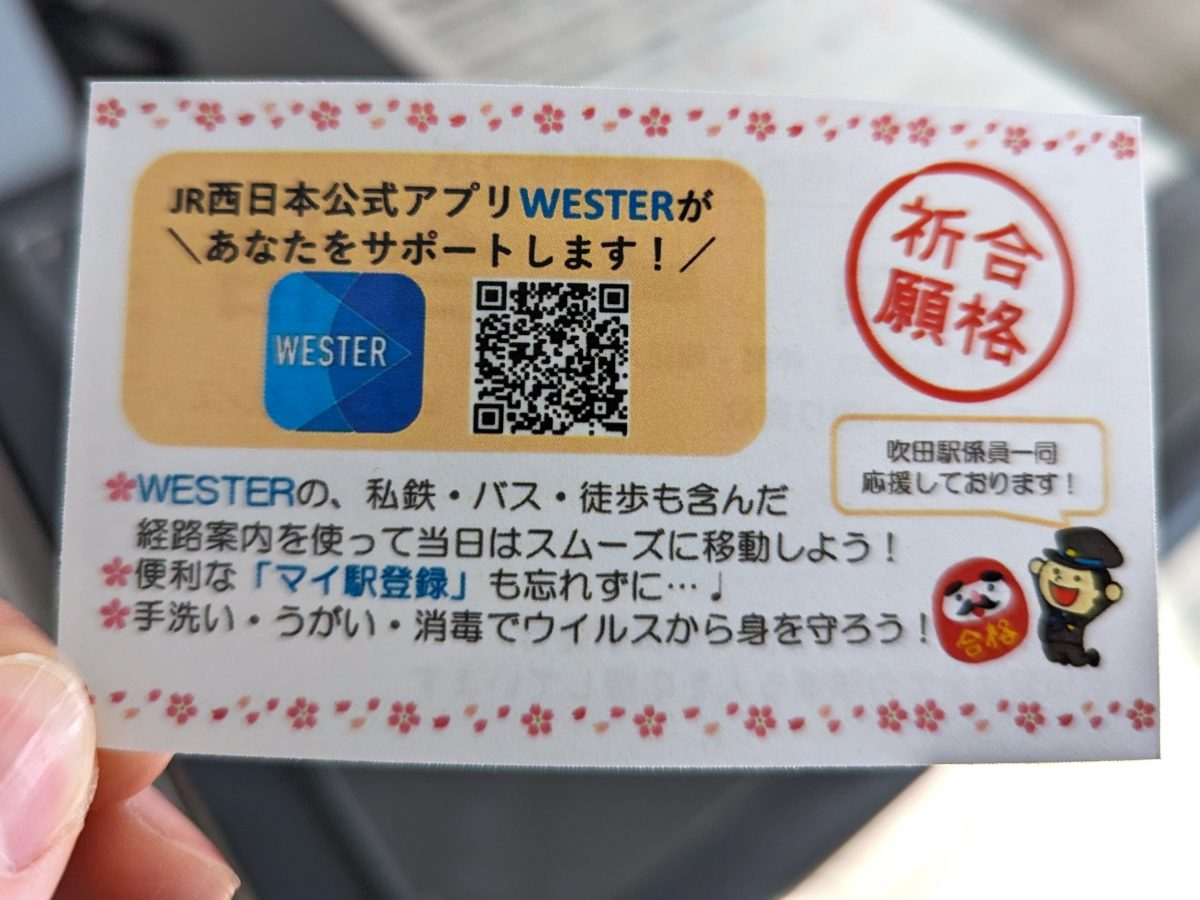 JR西日本公式アプリWESTERが
＼あなたをサポートします！／
WESTER
合格
祈願
吹田駅係員一同
応援しております！
WESTERの、私鉄・バス・徒歩も含んだ
経路案内を使って当日はスムーズに移動しよう！
便利な「マイ駅登録」も忘れずに…♩
手洗い・うがい・消毒でウイルスから身を守ろう！
合格